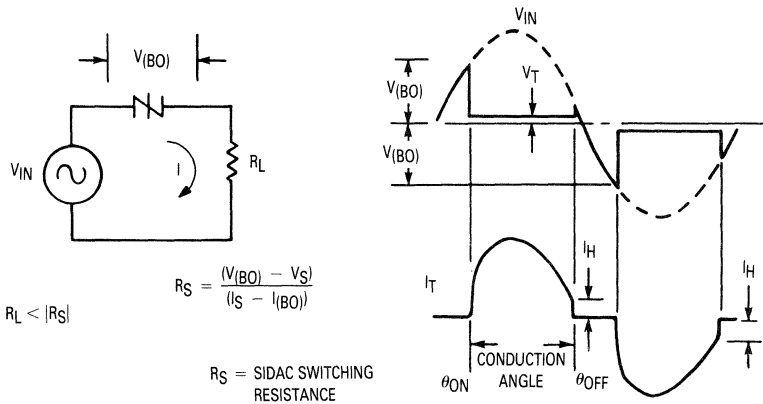 V(BO)
VIN
I
RL
RL < |RS|
RS = (V(BO) − VS)
(IS − I(BO))
RS = SIDAC SWITCHING
RESISTANCE
VIN
VT
V(BO)
V(BO)
IH
IT
IH
CONDUCTION
ANGLE
θON
θOFF